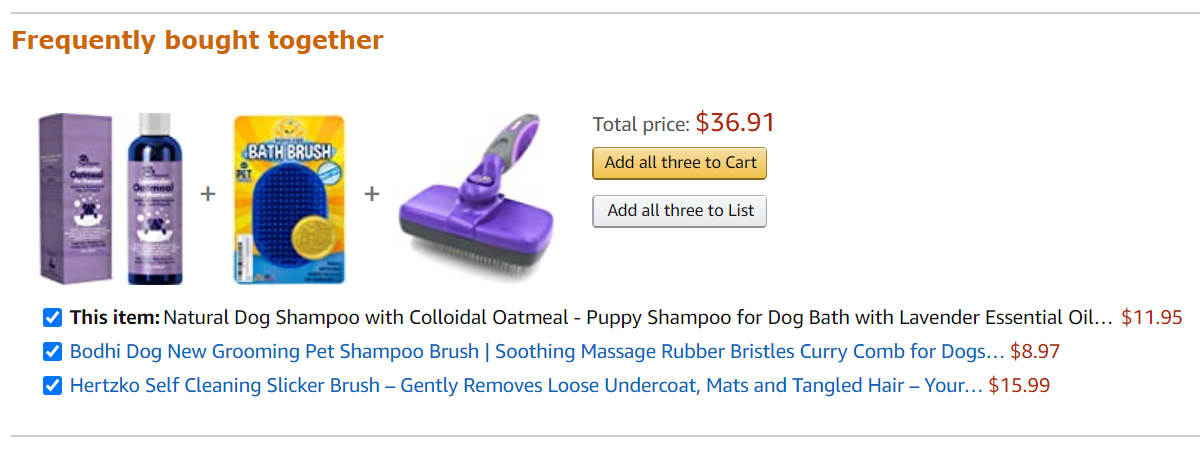 Frequently bought together
Oatmeal
Oatmeal
+
BATH BRUSH
PET
+
Total price: $36.91
Add all three to Cart
Add all three to List
This item: Natural Dog Shampoo with Colloidal Oatmeal - Puppy Shampoo for Dog Bath with Lavender Essential Oil… $11.95
Bodhi Dog New Grooming Pet Shampoo Brush | Soothing Massage Rubber Bristles Curry Comb for Dogs… $8.97
Hertzko Self Cleaning Slicker Brush – Gently Removes Loose Undercoat, Mats and Tangled Hair – Your… $15.99